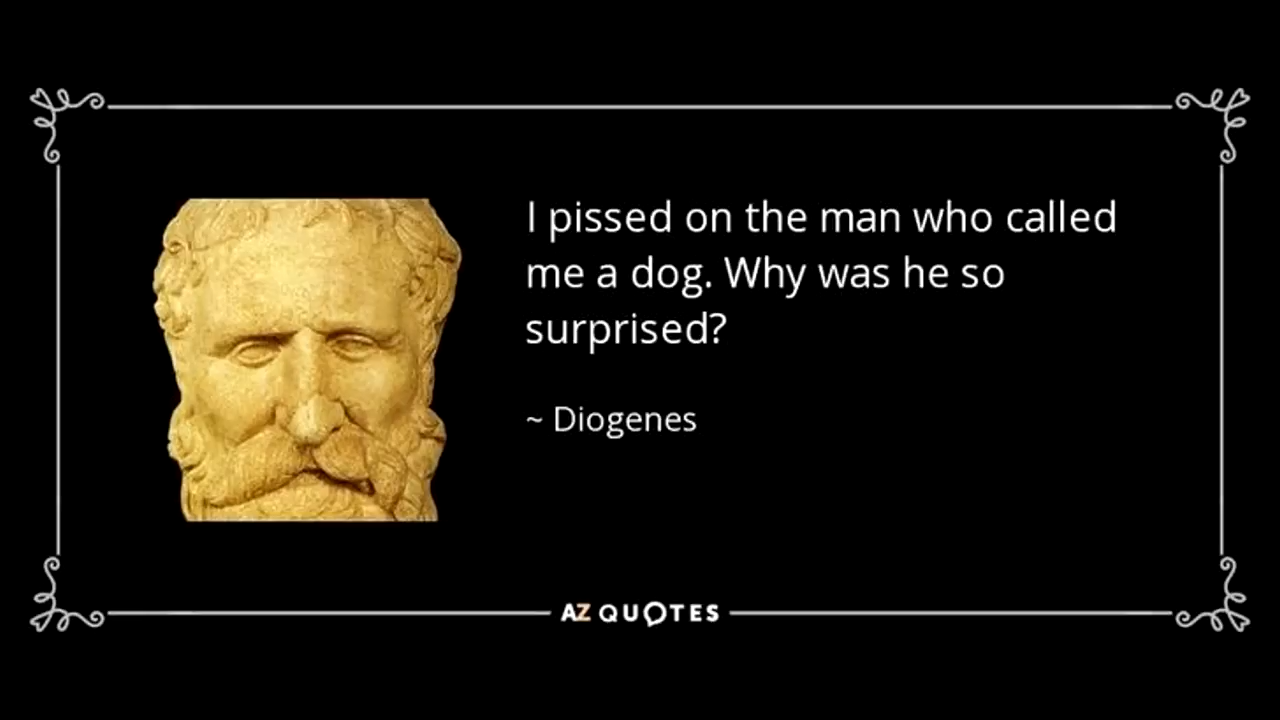 I pissed on the man who called
me a dog. Why was he so
surprised?
~ Diogenes
AZ QUOTES